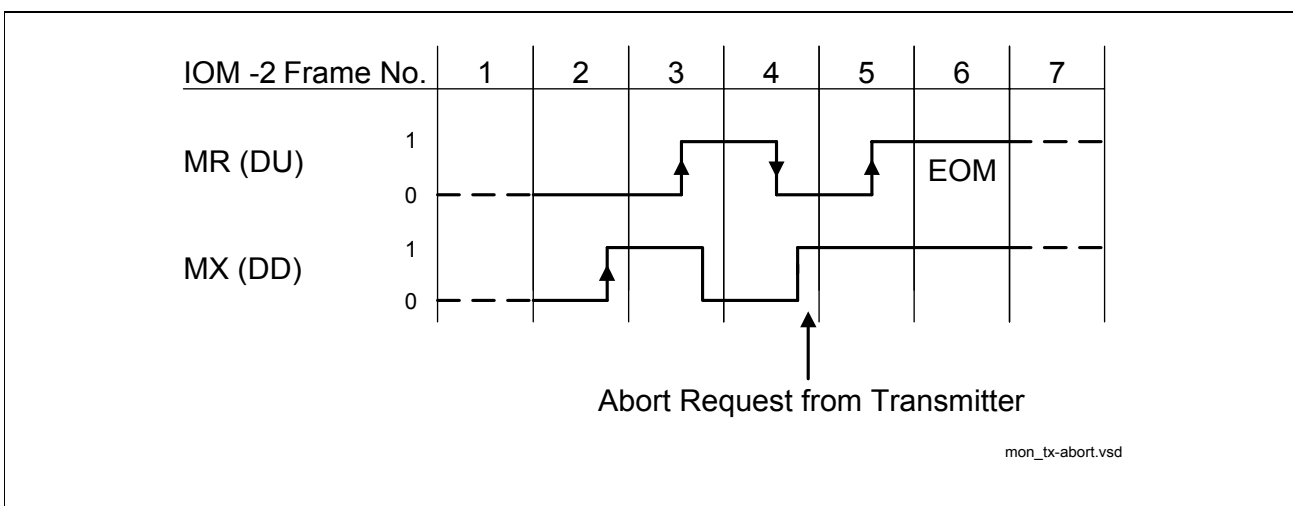 IOM -2 Frame No. 1 2 3 4 5 6 7
1
MR (DU)
0
EOM
1
MX (DD)
0
Abort Request from Transmitter
mon_tx-abort.vsd